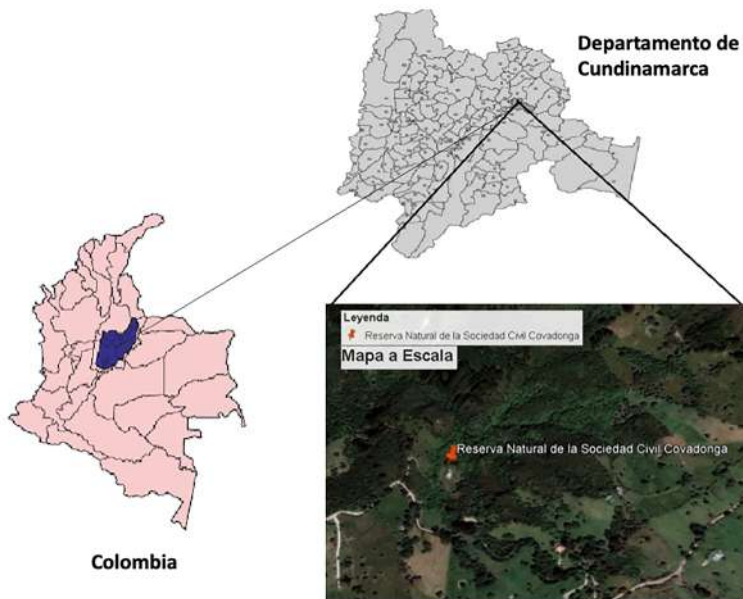 Departamento de
Cundinamarca
Leyenda
Reserva Natural de la Sociedad Civil Covadonga
Mapa a Escala
Reserva Natural de la Sociedad Civil Covadonga
Colombia